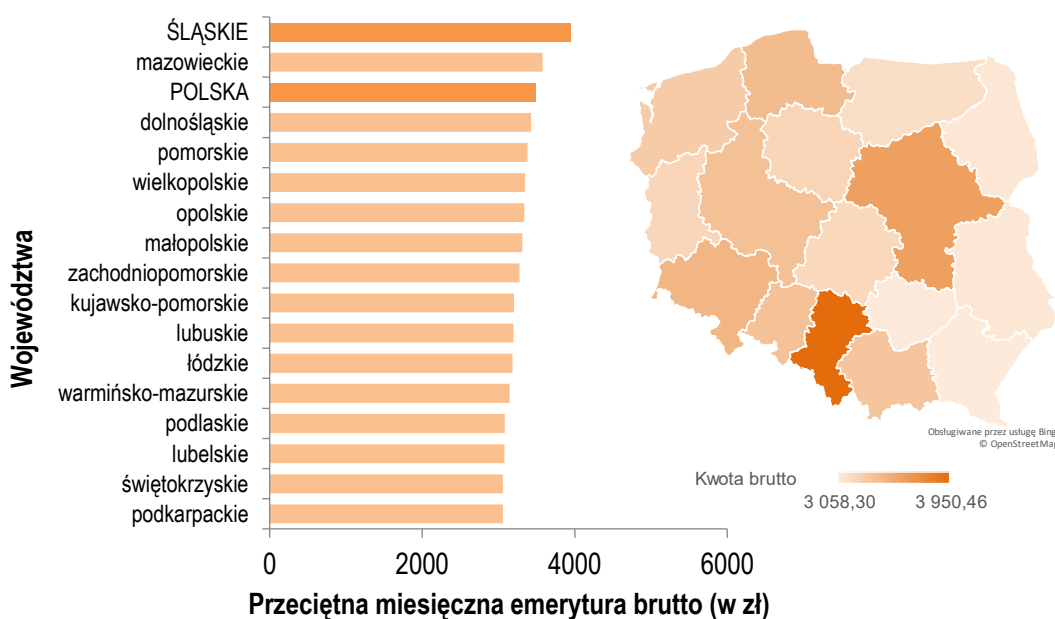 ŚLĄSKIE
mazowieckie
POLSKA
dolnośląskie
pomorskie
wielkopolskie
opolskie
małopolskie
zachodniopomorskie
kujawsko-pomorskie
lubuskie
łódzkie
warmińsko-mazurskie
podlaskie
lubelskie
świętokrzyskie
podkarpackie
Województwa
0 2000 4000 6000
Przeciętna miesięczna emerytura brutto (w zł)
Obsługiwane przez usługę Bing
© OpenStreetMap
Kwota brutto
3 058,30 3 950,46